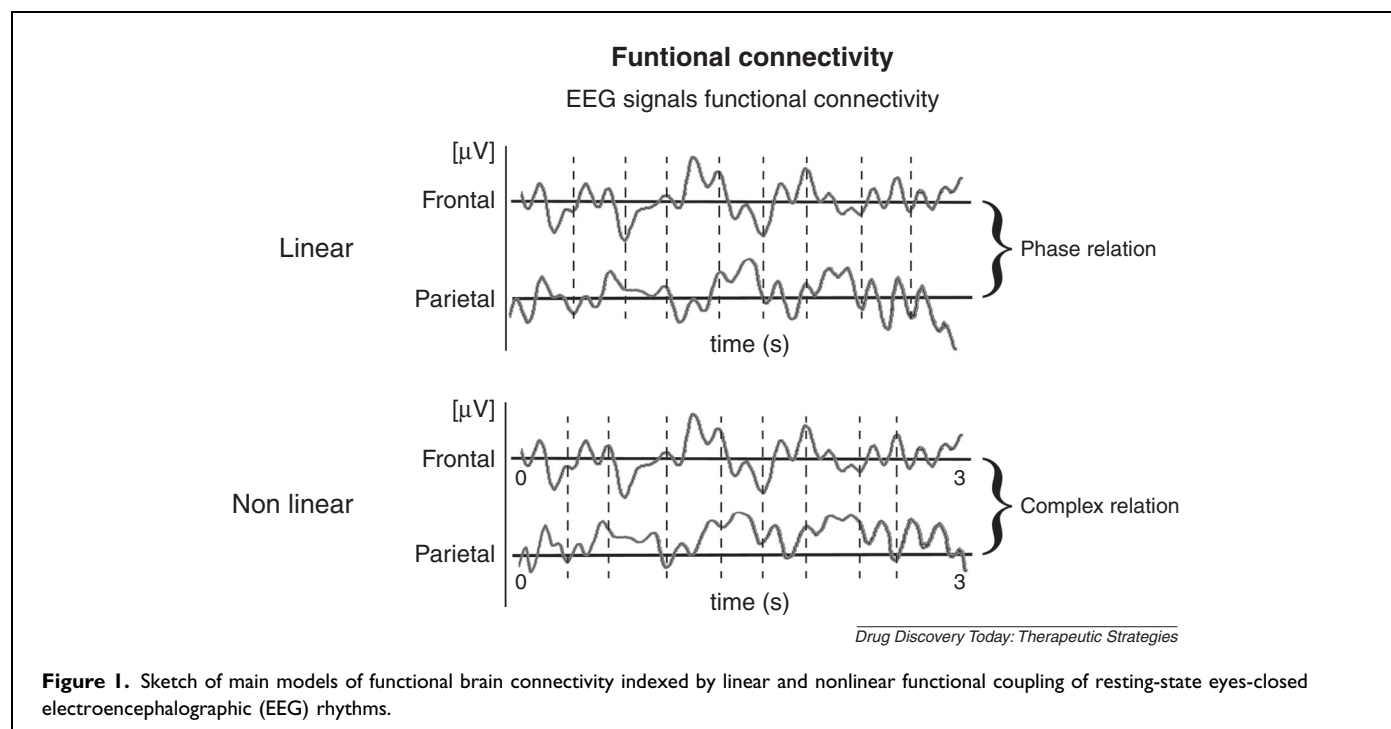 Funtional connectivity
EEG signals functional connectivity
[μV]
Frontal
Linear
Phase relation
Parietal
time (s)
[μV]
Frontal
0
3
Non linear
Complex relation
Parietal
0
3
time (s)
Drug Discovery Today: Therapeutic Strategies
Figure 1. Sketch of main models of functional brain connectivity indexed by linear and nonlinear functional coupling of resting-state eyes-closed
electroencephalographic (EEG) rhythms.